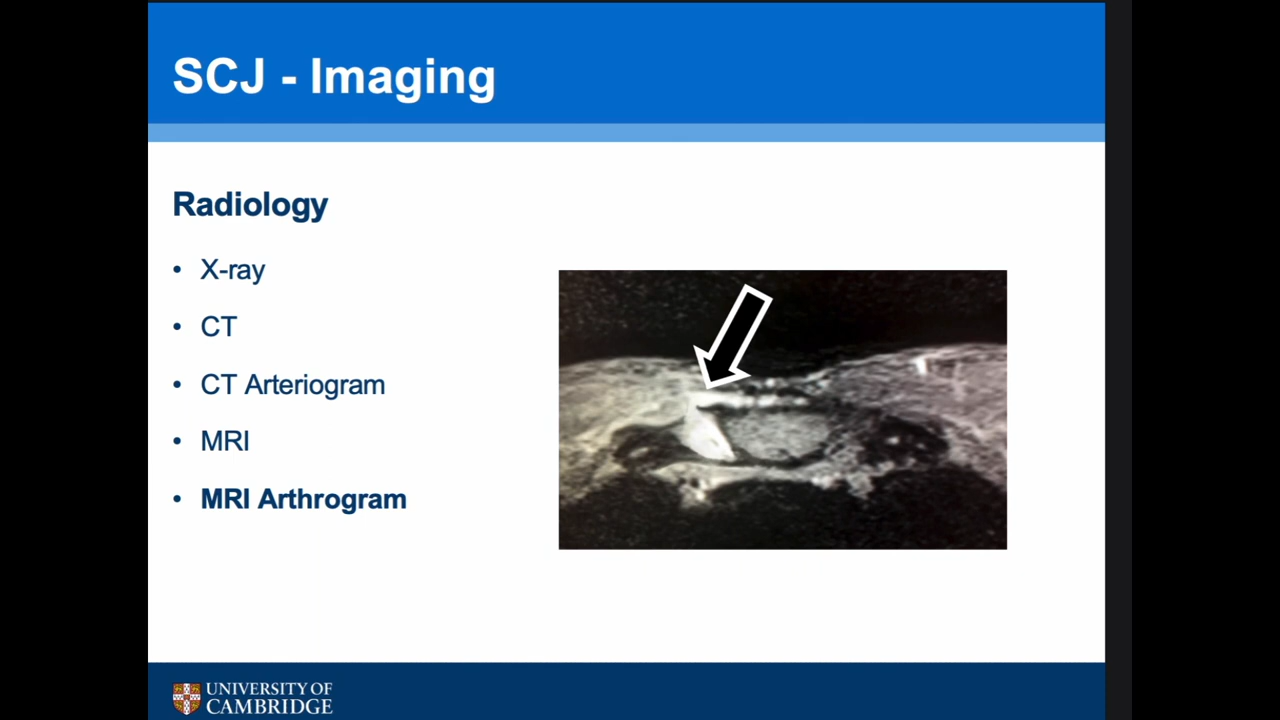 SCJ - Imaging
Radiology
• X-ray
• CT
• CT Arteriogram
• MRI
• MRI Arthrogram
UNIVERSITY OF
CAMBRIDGE